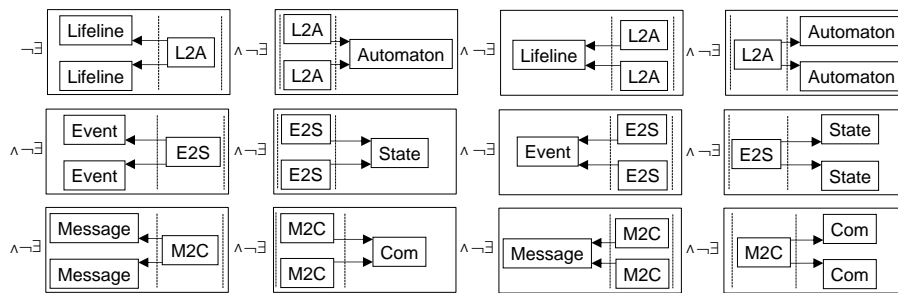 ¬∃ Lifeline Lifeline L2A ∧ ¬∃ L2A L2A Automaton ∧ ¬∃ Lifeline L2A L2A ∧ ¬∃ L2A Automaton Automaton
∧ ¬∃ Event Event E2S ∧ ¬∃ E2S E2S State ∧ ¬∃ Event E2S E2S ∧ ¬∃ E2S State State
∧ ¬∃ Message Message M2C ∧ ¬∃ M2C M2C Com ∧ ¬∃ Message M2C M2C ∧ ¬∃ M2C Com Com